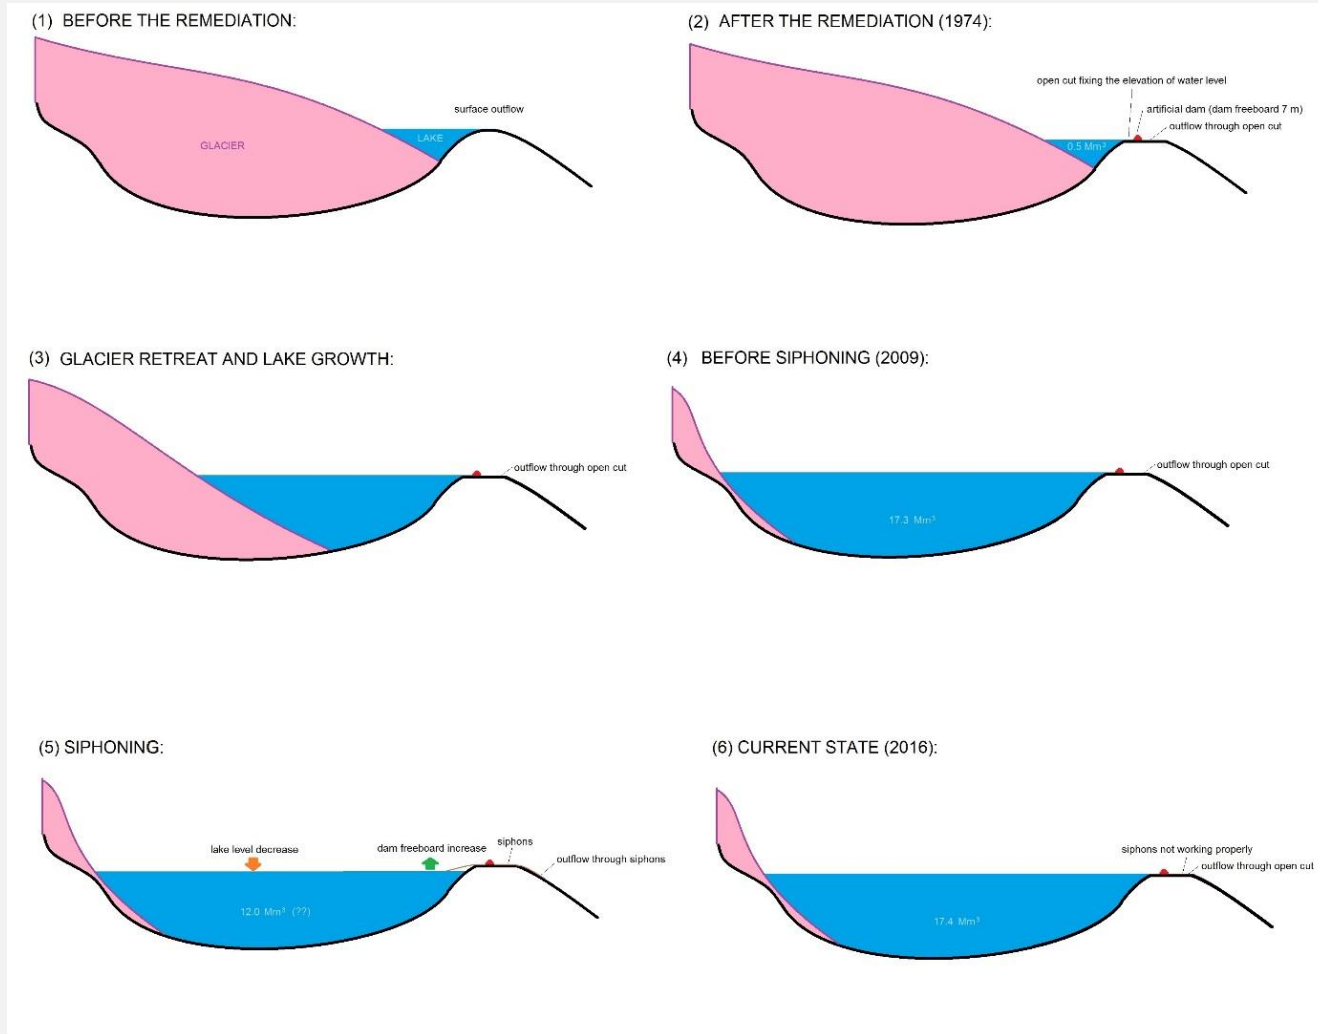 (1) BEFORE THE REMEDIATION:
surface outflow
LAKE
GLACIER
(2) AFTER THE REMEDIATION (1974):
open cut fixing the elevation of water level
artificial dam (dam freeboard 7 m)
outflow through open cut
0.5 Mm³
(3) GLACIER RETREAT AND LAKE GROWTH:
outflow through open cut
(4) BEFORE SIPHONING (2009):
outflow through open cut
17.3 Mm³
(5) SIPHONING:
siphons
lake level decrease
dam freeboard increase
outflow through siphons
12.0 Mm³ (??)
(6) CURRENT STATE (2016):
siphons not working properly
outflow through open cut
17.4 Mm³